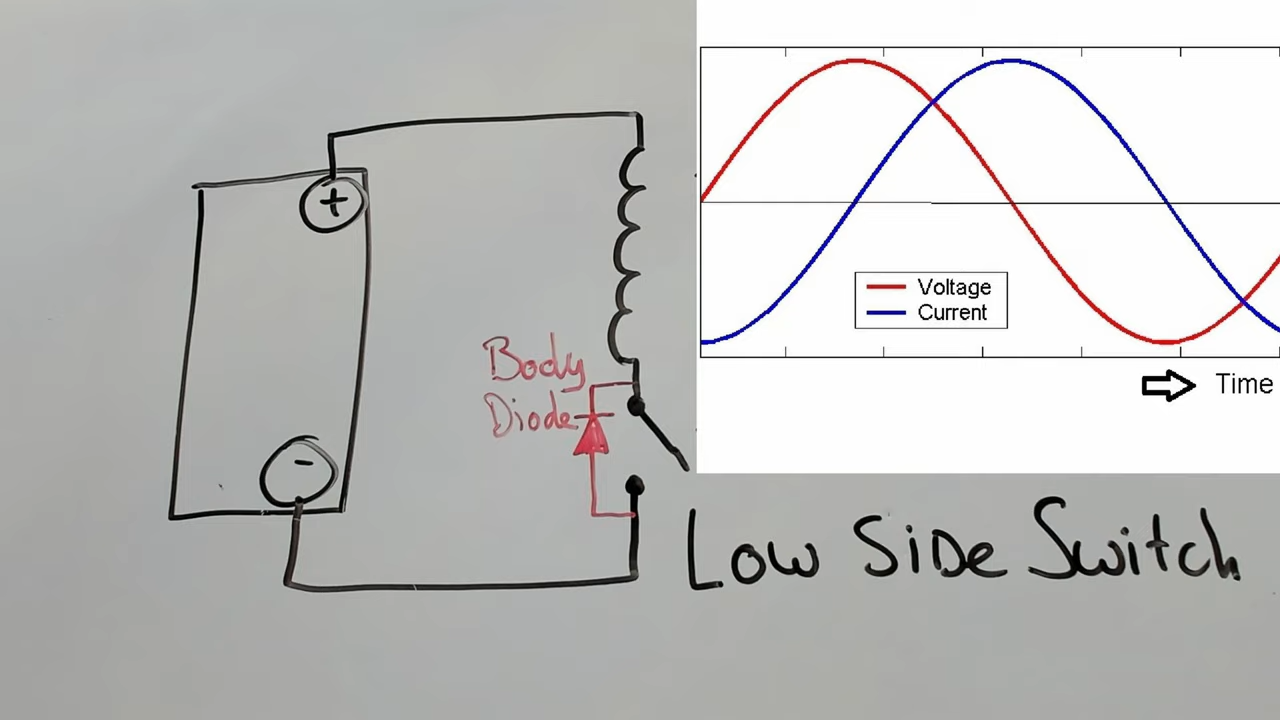 +
-
Body
Diode
Low Side Switch
Voltage
Current
Time